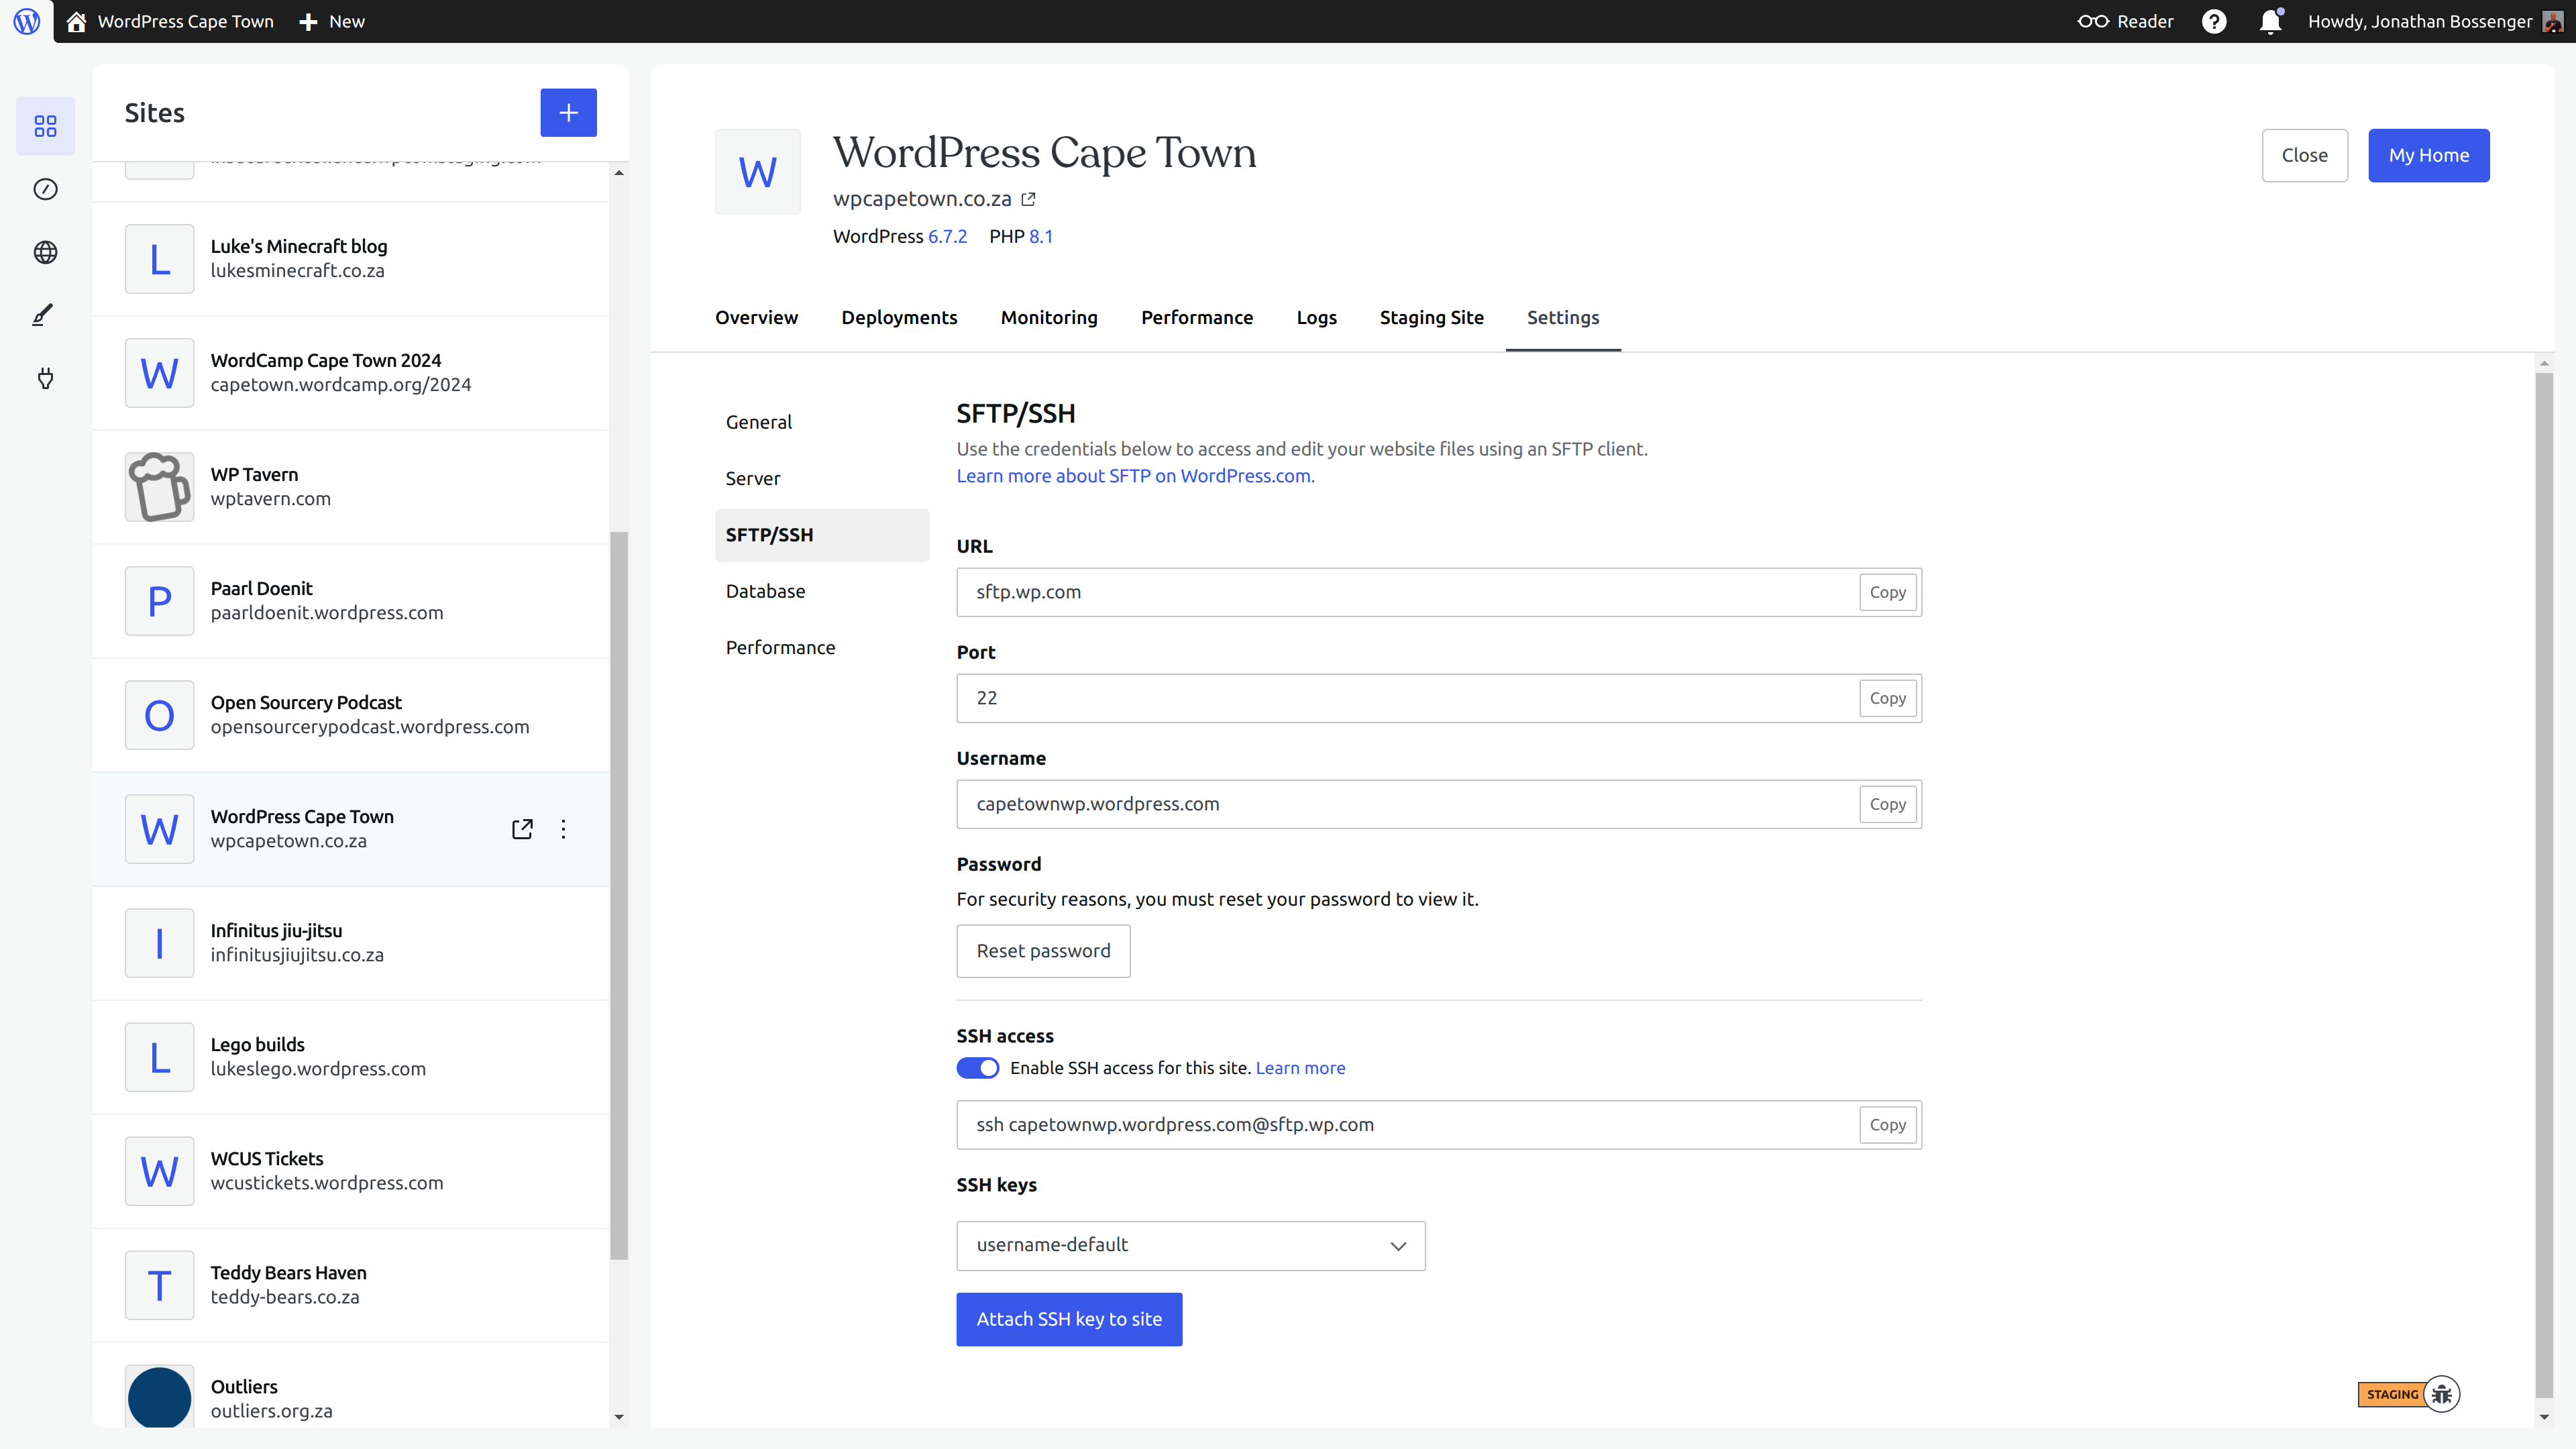 WordPress Cape Town
New
Reader
Howdy, Jonathan Bossenger
Sites
Luke's Minecraft blog
lukesminecraft.co.za
W
WordCamp Cape Town 2024
capetown.wordcamp.org/2024
WP Tavern
wptavern.com
P
Paarl Doenit
paarldoenit.wordpress.com
O
Open Sourcery Podcast
opensourcerypodcast.wordpress.com
W
WordPress Cape Town
wpcapetown.co.za
I
Infinitus jiu-jitsu
infinitusjiujitsu.co.za
L
Lego builds
lukeslego.wordpress.com
W
WCUS Tickets
wcustickets.wordpress.com
T
Teddy Bears Haven
teddy-bears.co.za
Outliers
outliers.org.za
W
WordPress Cape Town
wpcapetown.co.za
WordPress 6.7.2 PHP 8.1
Close
My Home
Overview Deployments Monitoring Performance Logs Staging Site Settings
General
Server
SFTP/SSH
Database
Performance
SFTP/SSH
Use the credentials below to access and edit your website files using an SFTP client.
Learn more about SFTP on WordPress.com.
URL
sftp.wp.com
Copy
Port
22
Copy
Username
capetownwp.wordpress.com
Copy
Password
For security reasons, you must reset your password to view it.
Reset password
SSH access
Enable SSH access for this site. Learn more
ssh capetownwp.wordpress.com@sftp.wp.com
Copy
SSH keys
username-default
Attach SSH key to site
STAGING